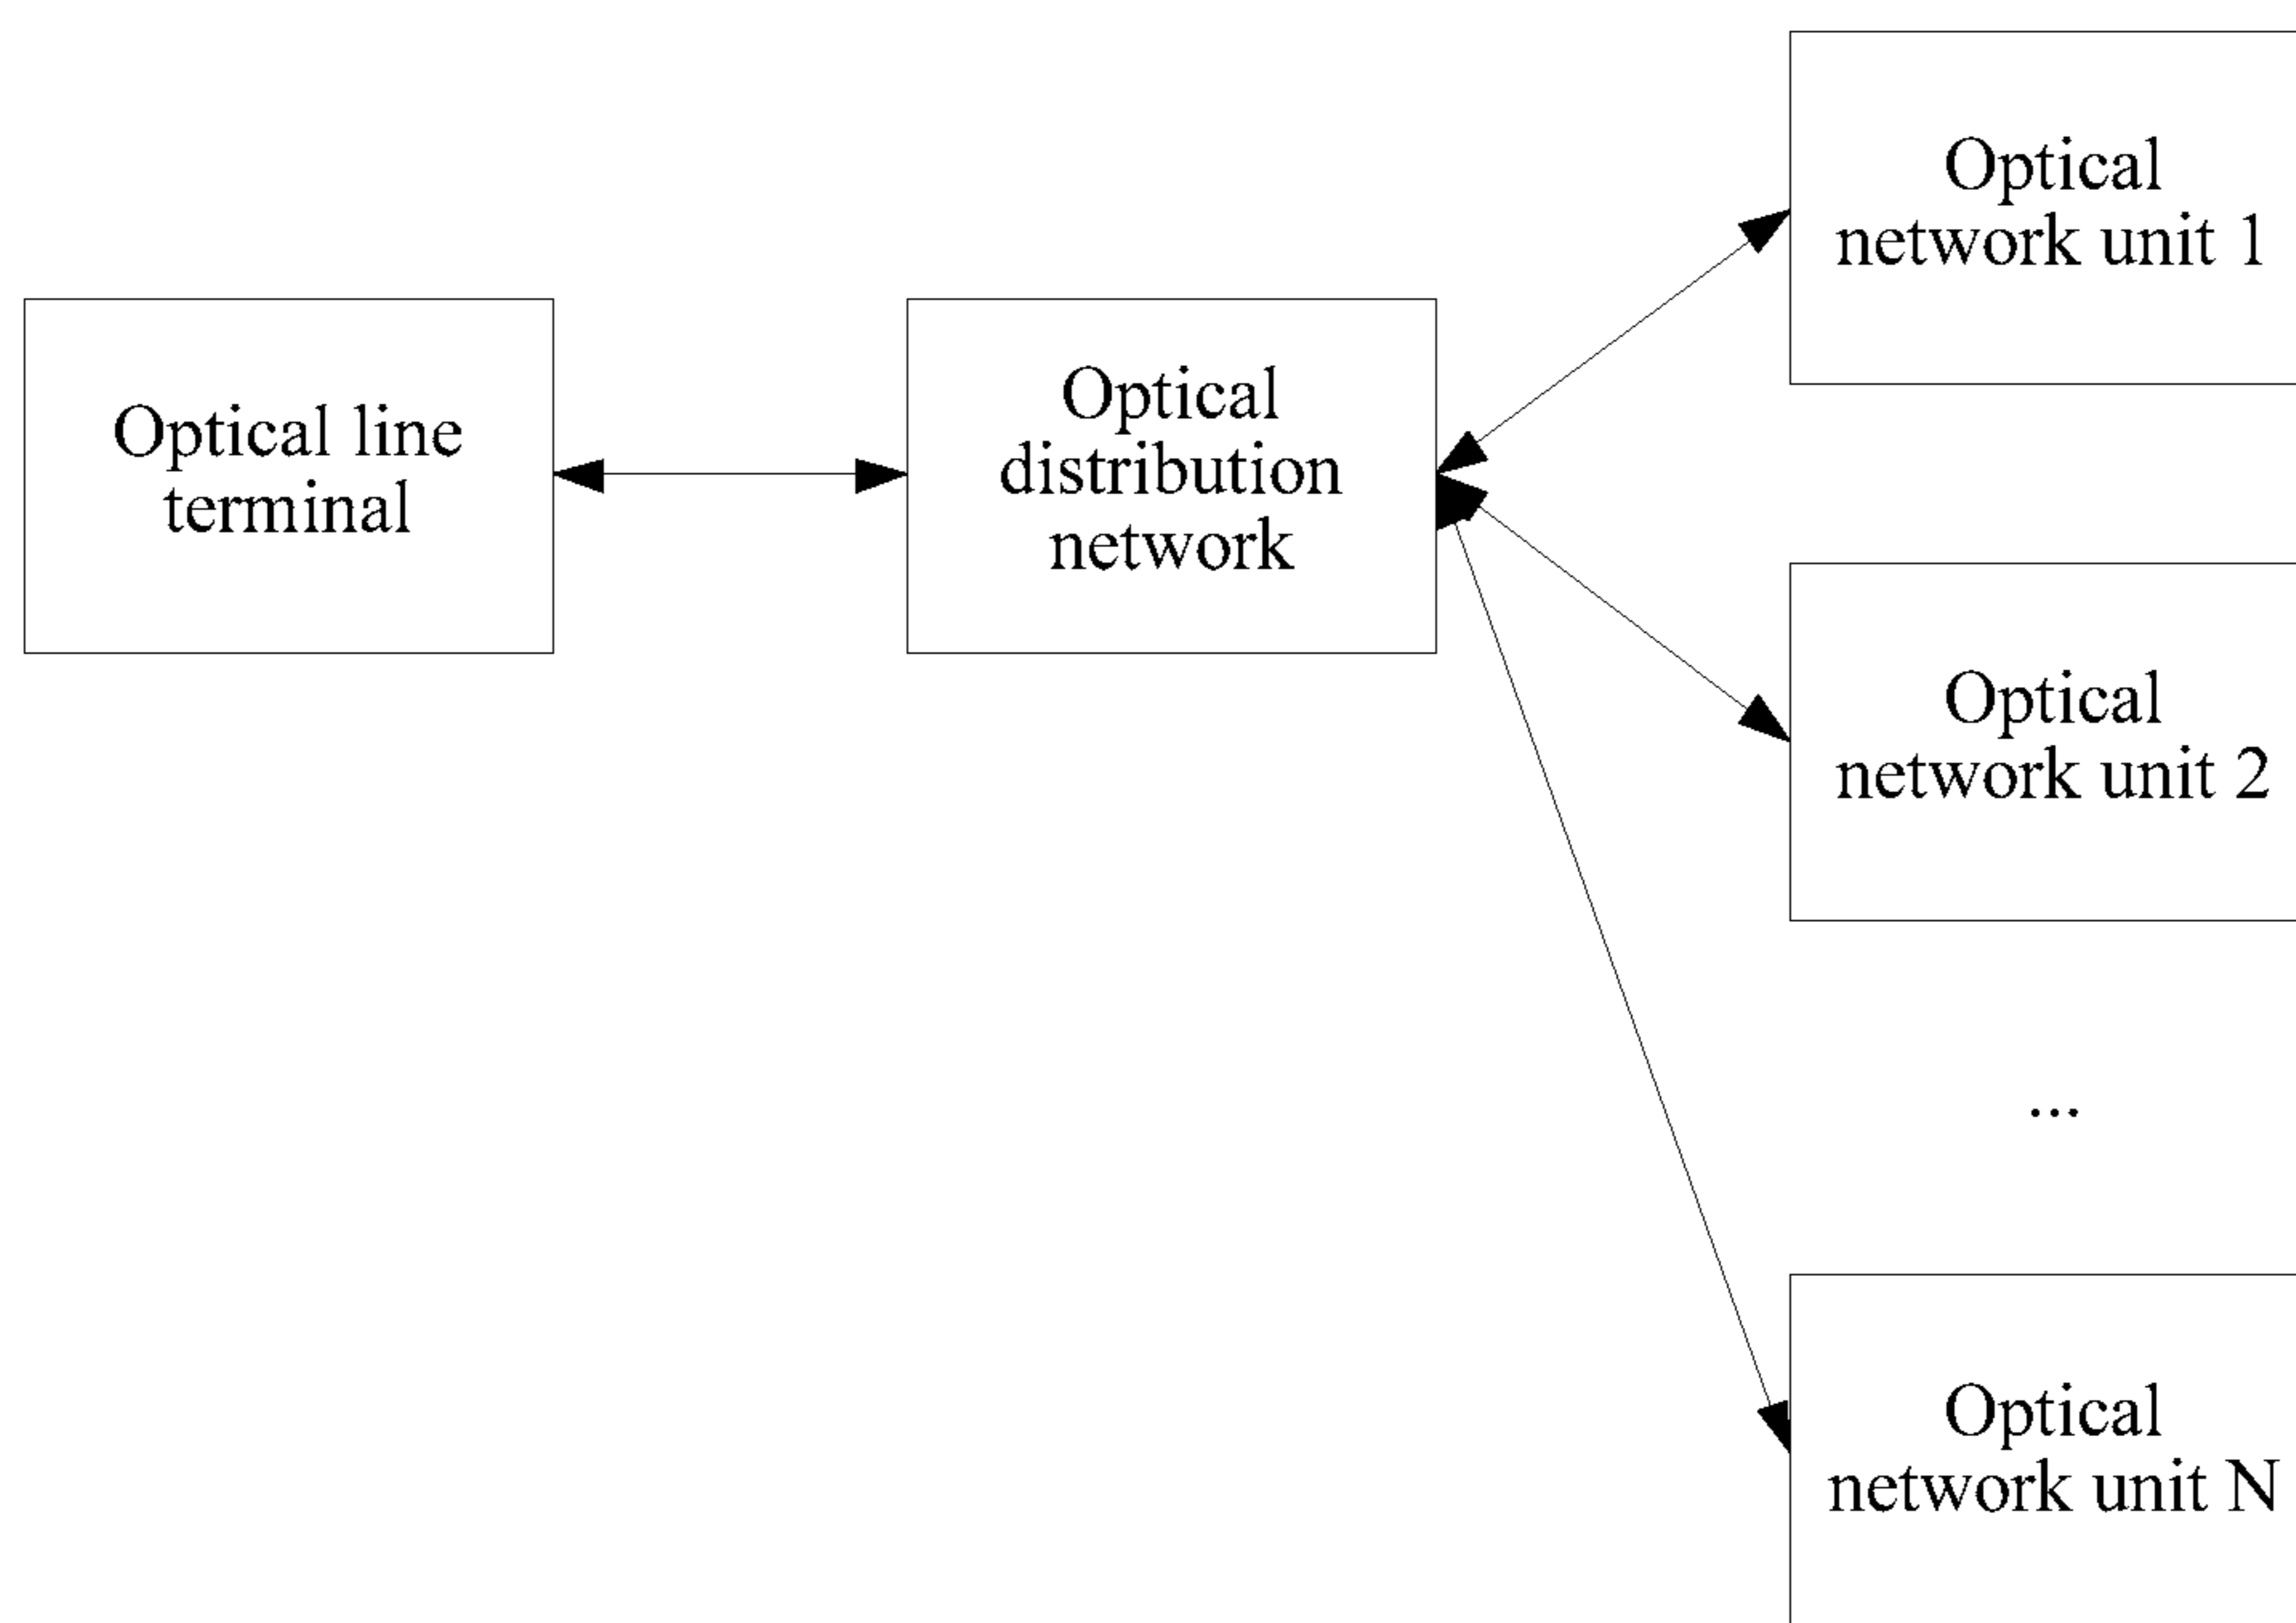 Optical line
terminal
Optical
distribution
network
Optical
network unit 1
Optical
network unit 2
...
Optical
network unit N